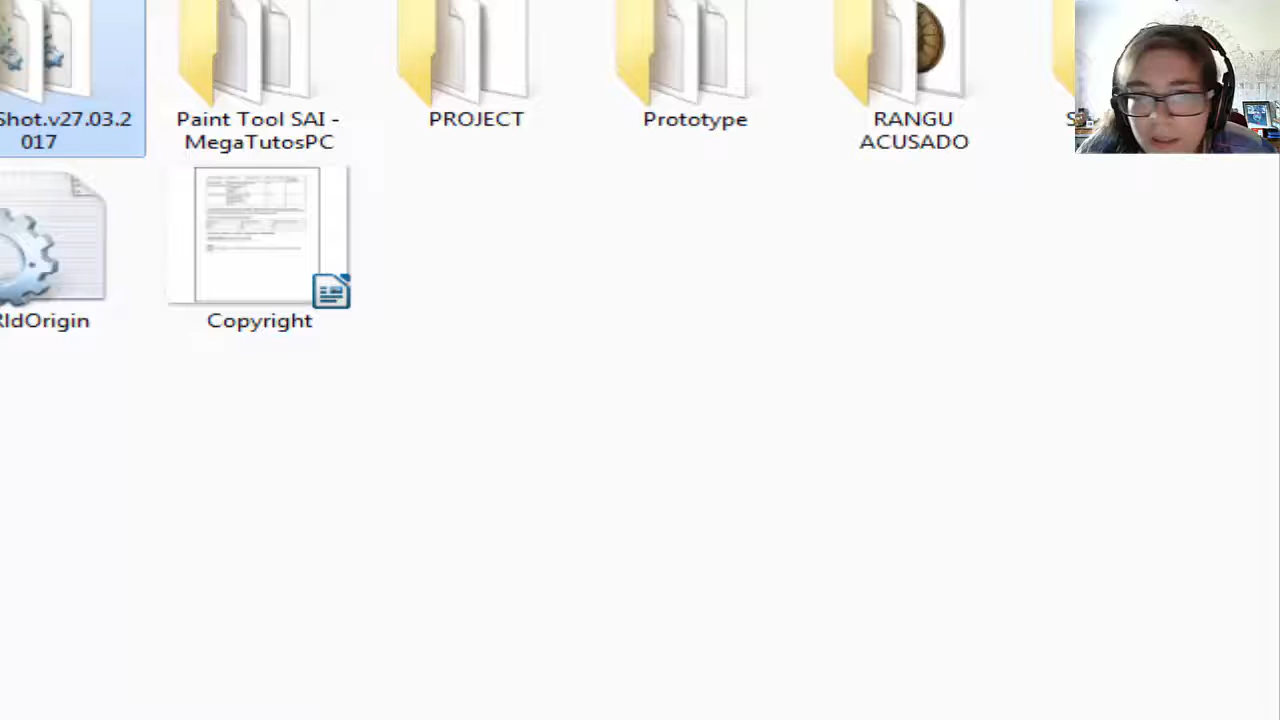 Shot.v27.03.2
017
Paint Tool SAI -
MegaTutosPC
PROJECT
Prototype
RANGU
ACUSADO
S
RldOrigin
Copyright